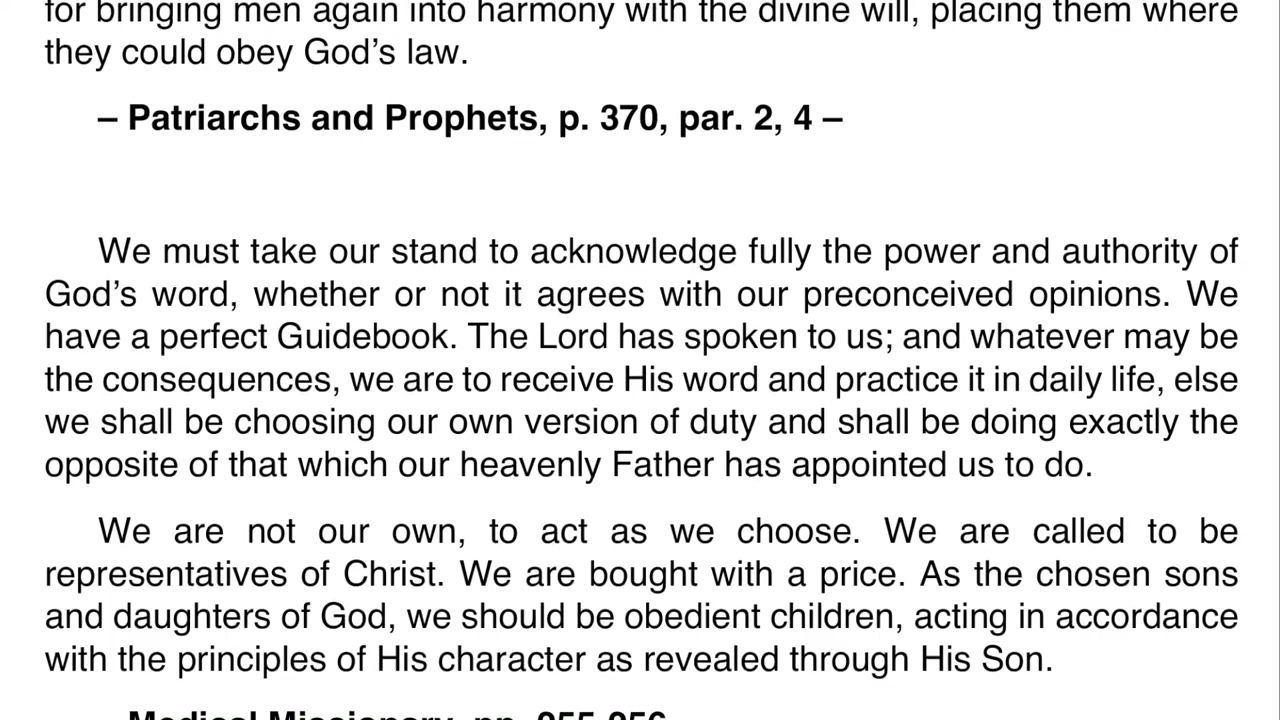 for bringing men again into harmony with the divine will, placing them where
they could obey God’s law.
– Patriarchs and Prophets, p. 370, par. 2, 4 –
We must take our stand to acknowledge fully the power and authority of
God’s word, whether or not it agrees with our preconceived opinions. We
have a perfect Guidebook. The Lord has spoken to us; and whatever may be
the consequences, we are to receive His word and practice it in daily life, else
we shall be choosing our own version of duty and shall be doing exactly the
opposite of that which our heavenly Father has appointed us to do.
We are not our own, to act as we choose. We are called to be
representatives of Christ. We are bought with a price. As the chosen sons
and daughters of God, we should be obedient children, acting in accordance
with the principles of His character as revealed through His Son.
Medical Missionary, pp.